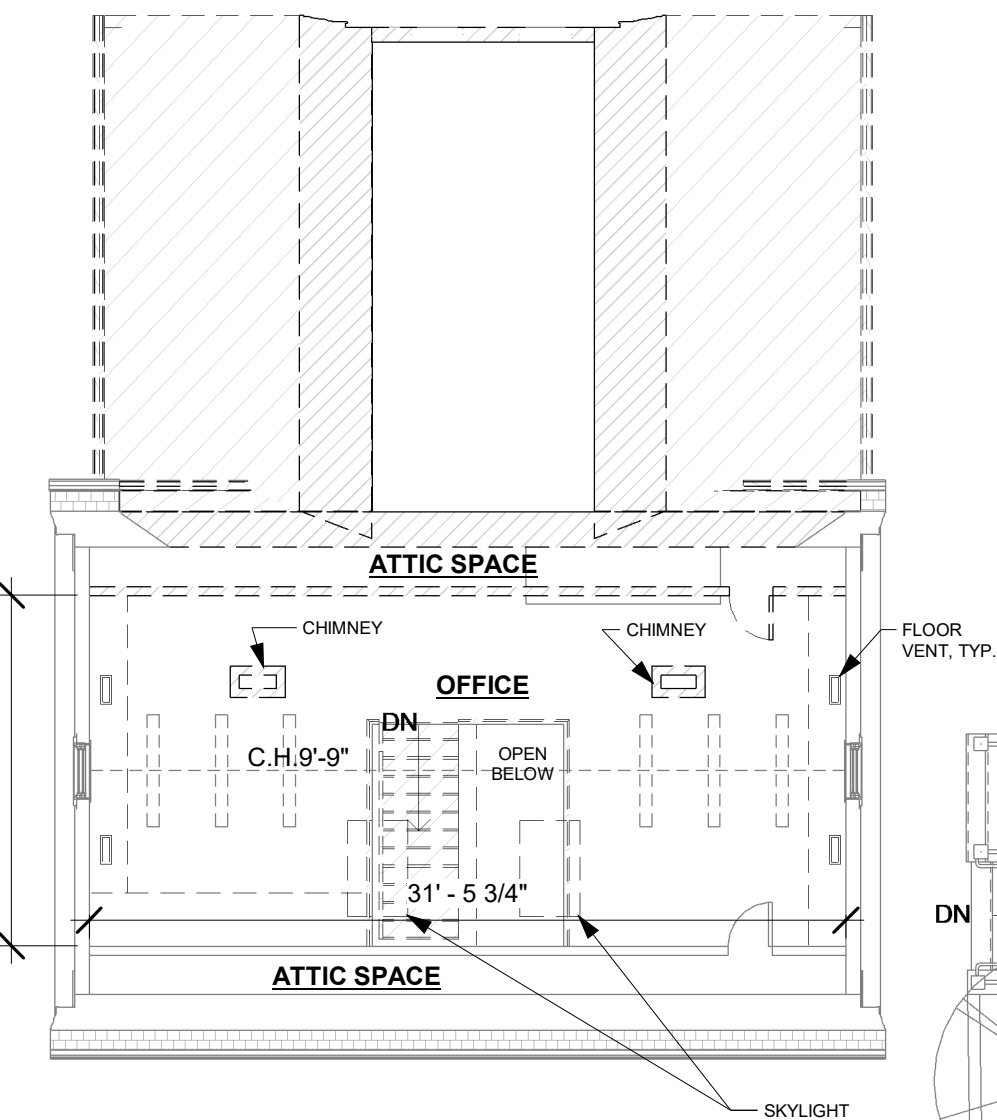 ATTIC SPACE
CHIMNEY
CHIMNEY
FLOOR
VENT, TYP.
OFFICE
DN
C.H.9'-9"
OPEN
BELOW
31' - 5 3/4"
DN
ATTIC SPACE
SKYLIGHT